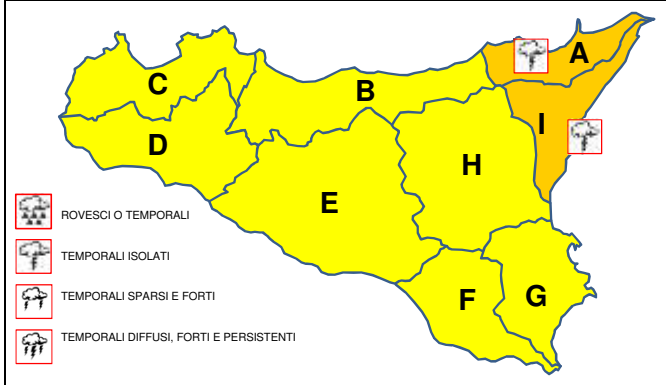 A
B
C
I
D
H
E
F
G
ROVESCI O TEMPORALI
TEMPORALI ISOLATI
TEMPORALI SPARSI E FORTI
TEMPORALI DIFFUSI, FORTI E PERSISTENTI